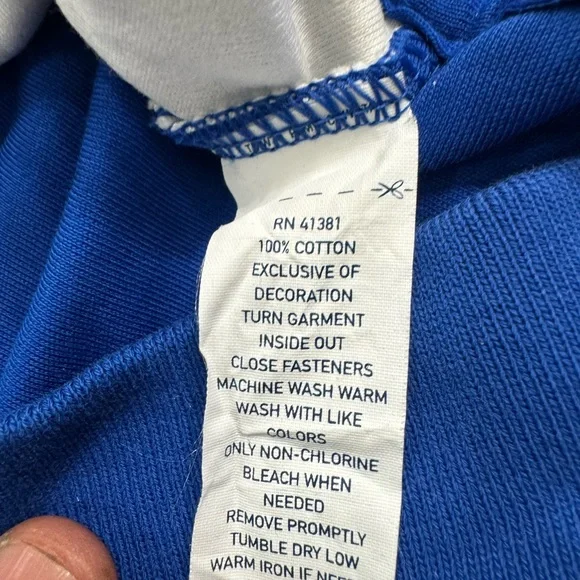 RN 41381
100% COTTON
EXCLUSIVE OF
DECORATION
TURN GARMENT
INSIDE OUT
CLOSE FASTENERS
MACHINE WASH WARM
WASH WITH LIKE
COLORS
ONLY NON-CHLORINE
BLEACH WHEN
NEEDED
REMOVE PROMPTLY
TUMBLE DRY LOW
WARM IRON IF